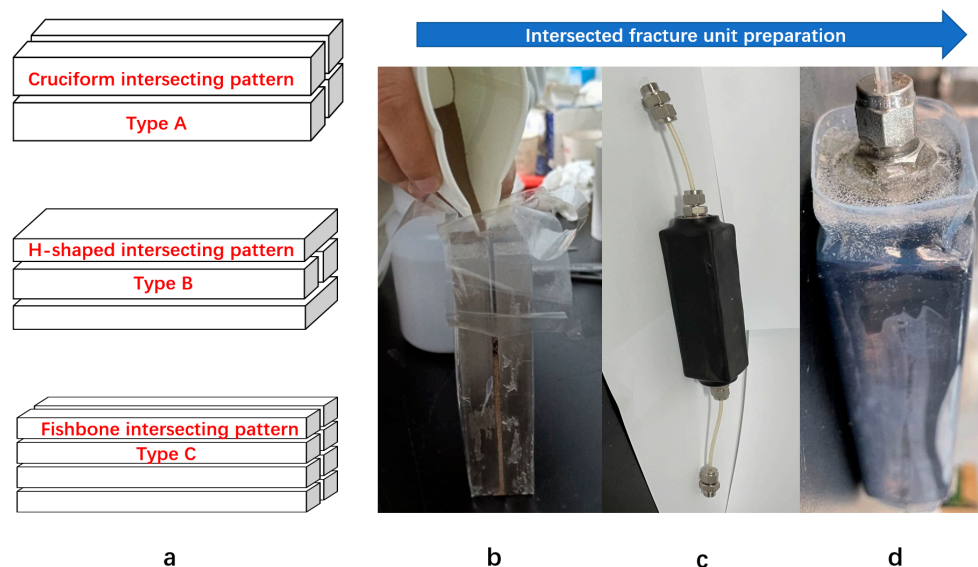 Intersected fracture unit preparation
Cruciform intersecting pattern
Type A
H-shaped intersecting pattern
Type B
Fishbone intersecting pattern
Type C
a
b
c
d